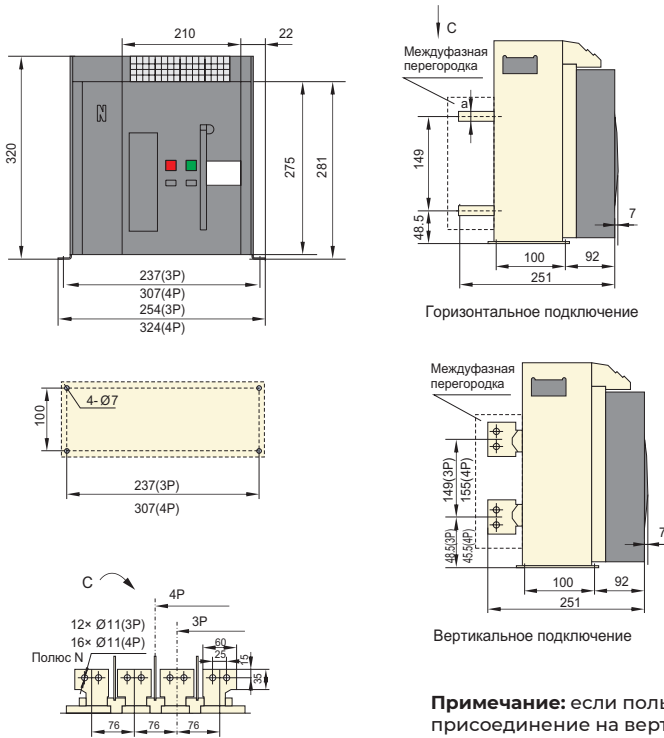 210
22
320
275
281
237(3P)
307(4P)
254(3P)
324(4P)
C
Междуфазная
перегородка
a
149
48.5
7
100
92
251
Горизонтальное подключение
4-Ø7
100
237(3P)
307(4P)
Междуфазная
перегородка
149(3P)
155(4P)
48.5(3P)
45.5(4P)
7
100
92
251
Вертикальное подключение
C
4P
3P
12× Ø11(3P)
16× Ø11(4P)
Полюс N
60
25
15
35
76
76
76
Примечание: если поль
присоединение на верт